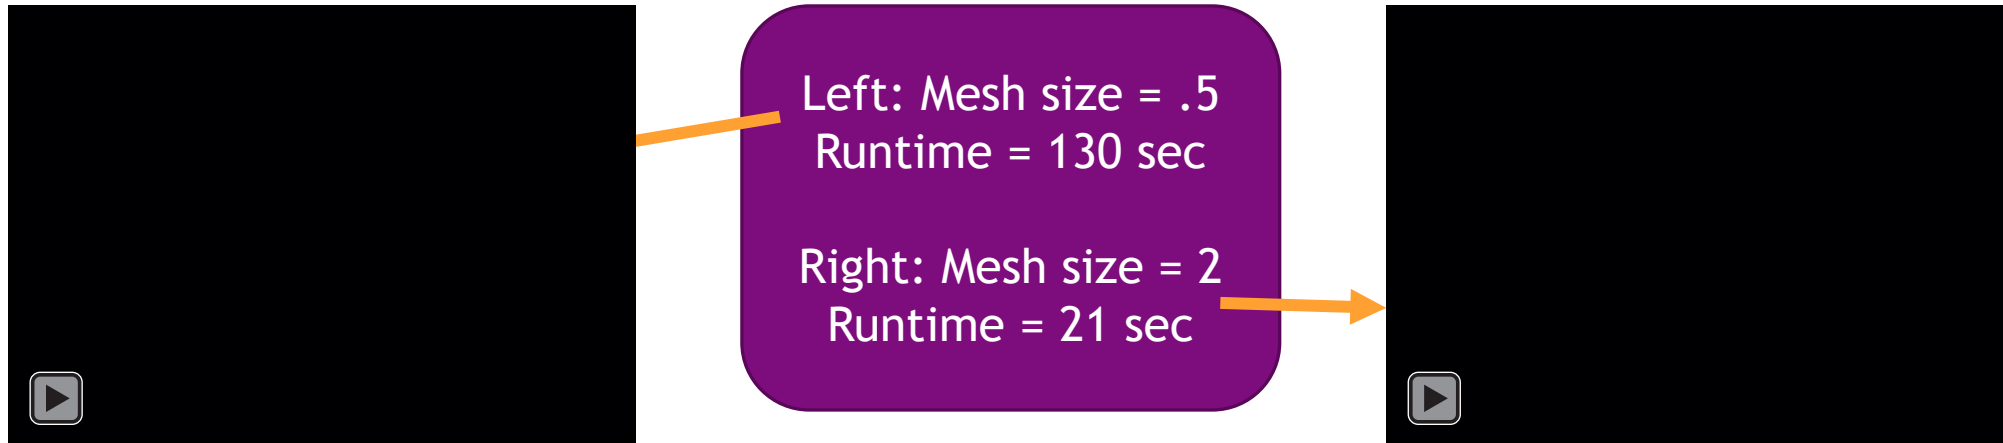 Left: Mesh size = .5
Runtime = 130 sec
Right: Mesh size = 2
Runtime = 21 sec